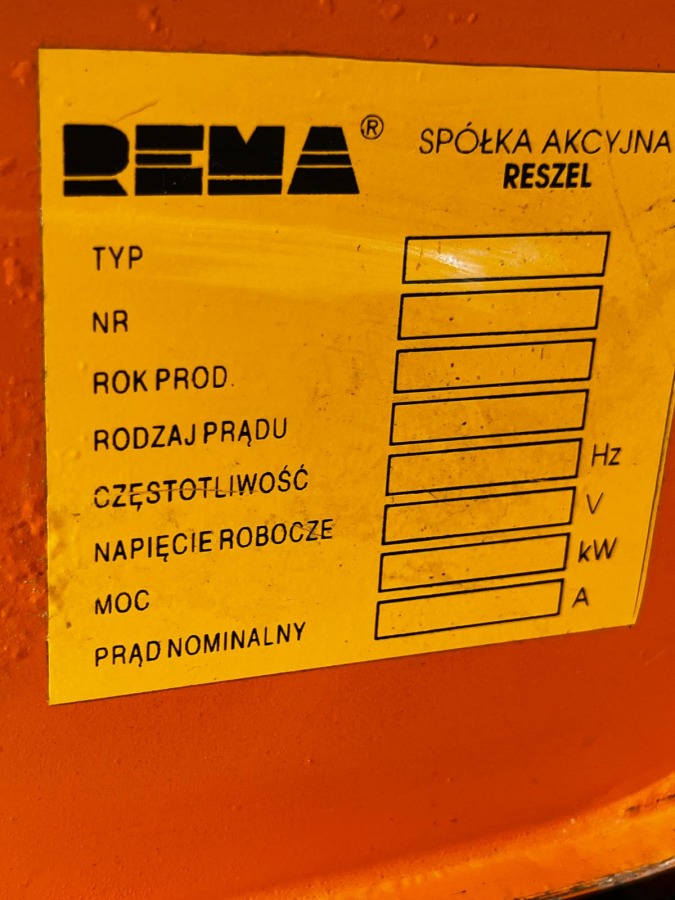 REMA® SPÓŁKA AKCYJNA
RESZEL
TYP
NR
ROK PROD.
RODZAJ PRĄDU
CZĘSTOTLIWOŚĆ Hz
NAPIĘCIE ROBOCZE V
MOC kW
PRĄD NOMINALNY A